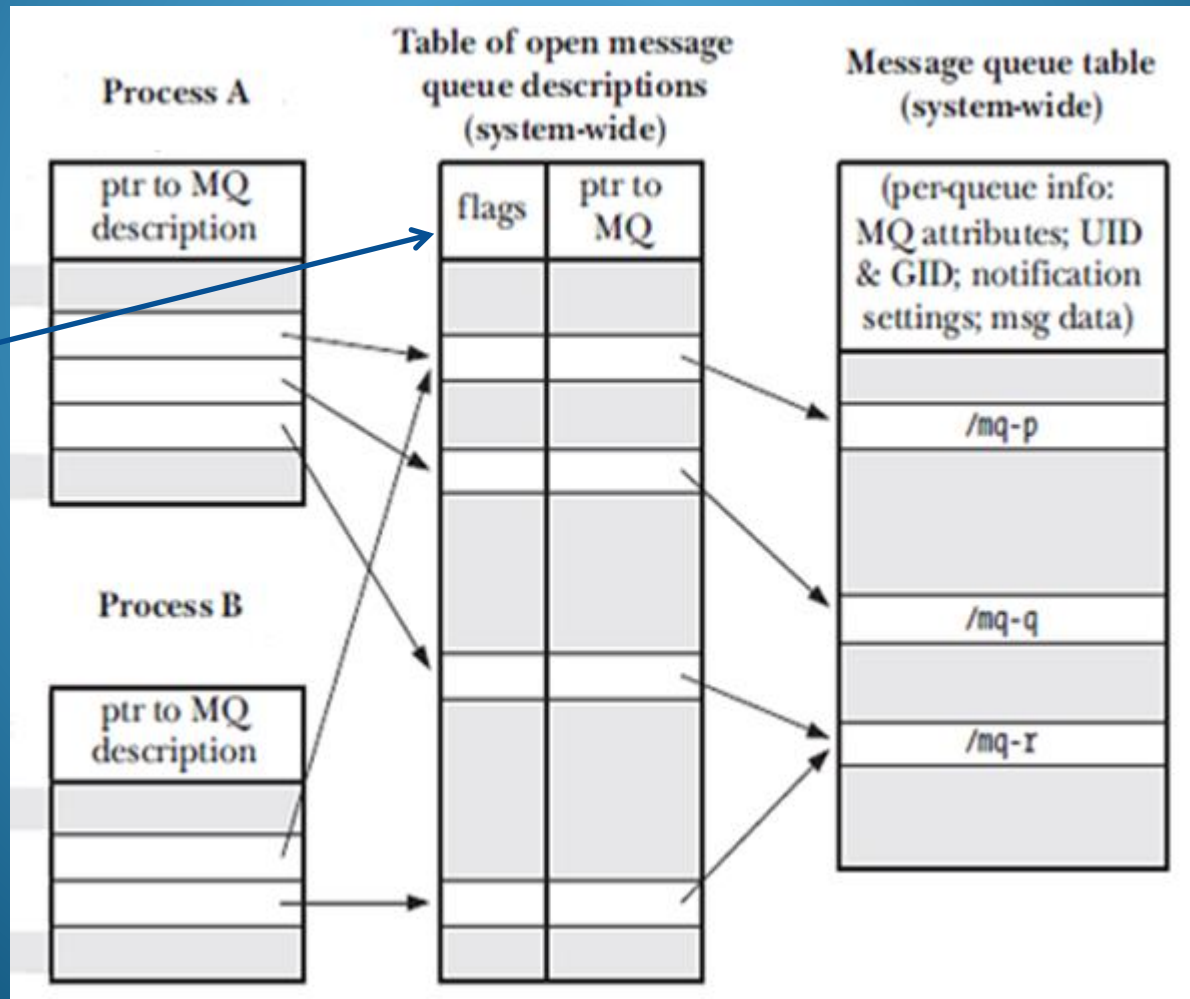 Process A
ptr to MQ
description
Process B
ptr to MQ
description
Table of open message
queue descriptions
(system-wide)
flags
ptr to
MQ
Message queue table
(system-wide)
(per-queue info:
MQ attributes; UID
& GID; notification
settings; msg data)
/mq-p
/mq-q
/mq-r